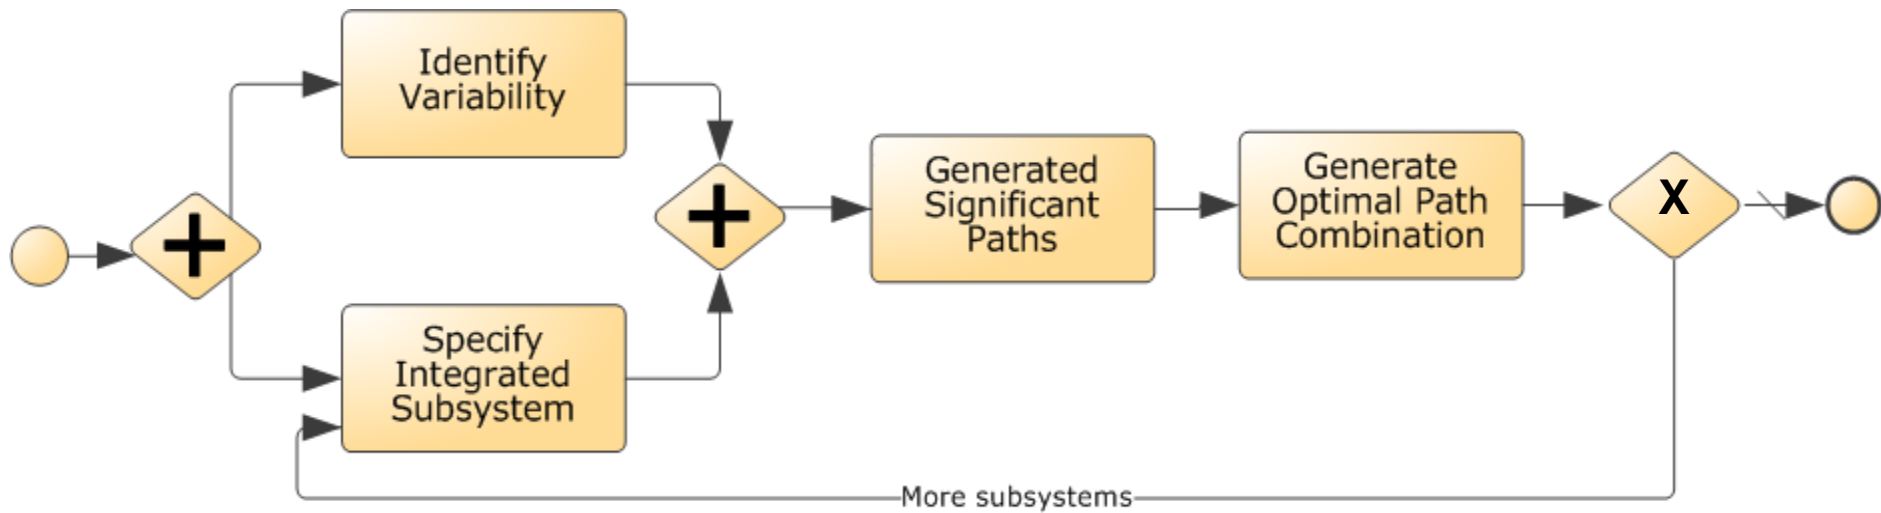 Identify
Variability
Specify
Integrated
Subsystem
Generated
Significant
Paths
Generate
Optimal Path
Combination
X
More subsystems